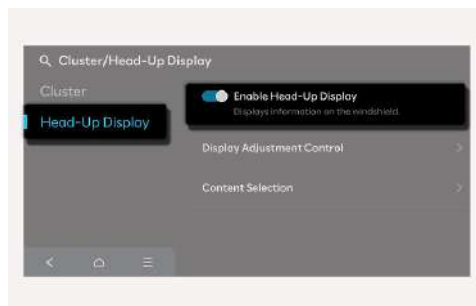 Cluster/Head-Up Display
Cluster
Head-Up Display
Enable Head-Up Display
Displays information on the windshield.
Display Adjustment Control
Content Selection